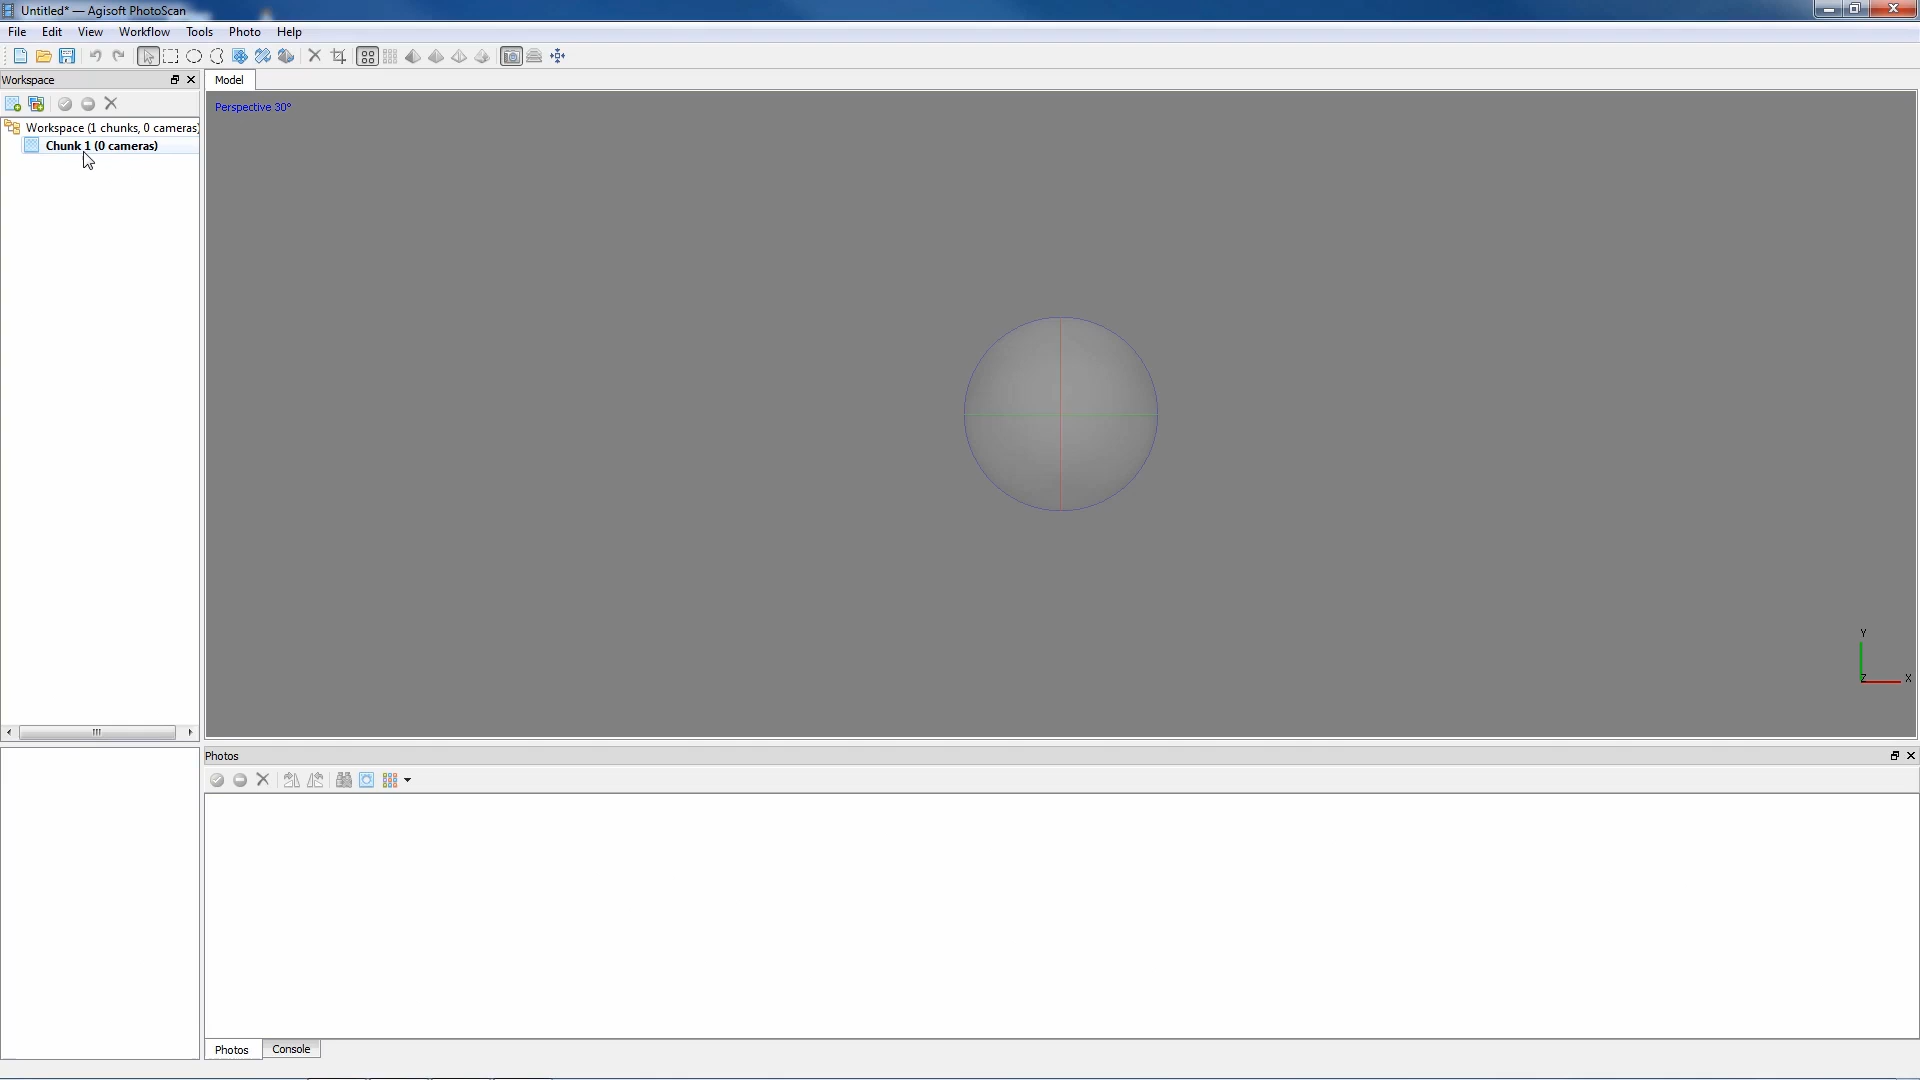 Untitled* — Agisoft PhotoScan
File Edit View Workflow Tools Photo Help
Workspace
Model
Perspective 30°
Workspace (1 chunks, 0 cameras)
Chunk 1 (0 cameras)
Y
Z
X
Photos
Photos Console